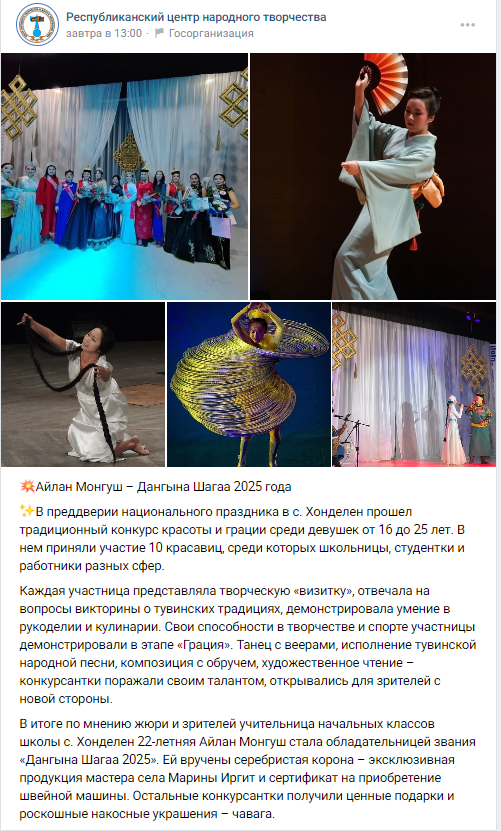 Республиканский центр народного творчества
завтра в 13:00 · Госорганизация
💥Айлан Монгуш – Дангына Шагаа 2025 года
✨В преддверии национального праздника в с. Хонделен прошел
традиционный конкурс красоты и грации среди девушек от 16 до 25 лет. В
нем приняли участие 10 красавиц, среди которых школьницы, студентки и
работники разных сфер.
Каждая участница представляла творческую «визитку», отвечала на
вопросы викторины о тувинских традициях, демонстрировала умение в
рукоделии и кулинарии. Свои способности в творчестве и спорте участницы
демонстрировали в этапе «Грация». Танец с веерами, исполнение тувинской
народной песни, композиция с обручем, художественное чтение –
конкурсантки поражали своим талантом, открывались для зрителей с
новой стороны.
В итоге по мнению жюри и зрителей учительница начальных классов
школы с. Хонделен 22-летняя Айлан Монгуш стала обладательницей звания
«Дангына Шагаа 2025». Ей вручены серебристая корона – эксклюзивная
продукция мастера села Марины Иргит и сертификат на приобретение
швейной машины. Остальные конкурсантки получили ценные подарки и
роскошные накосные украшения – чавага.